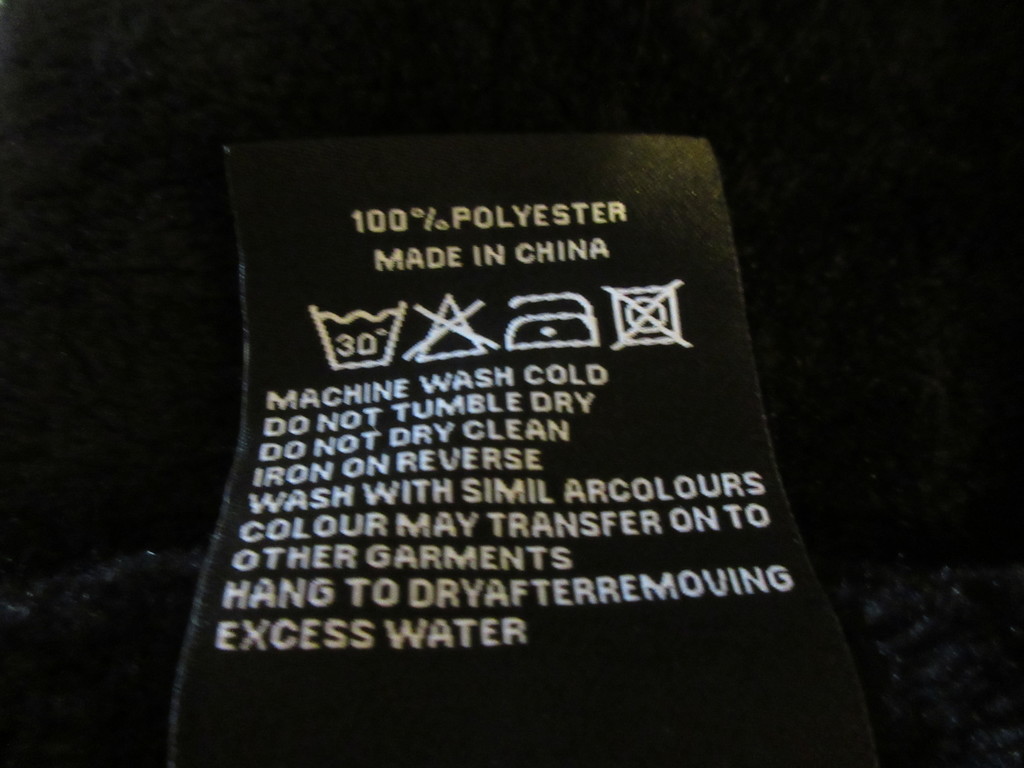 100% POLYESTER
MADE IN CHINA
30°
MACHINE WASH COLD
DO NOT TUMBLE DRY
DO NOT DRY CLEAN
IRON ON REVERSE
WASH WITH SIMIL ARCOLOURS
COLOUR MAY TRANSFER ON TO
OTHER GARMENTS
HANG TO DRYAFTERREMOVING
EXCESS WATER